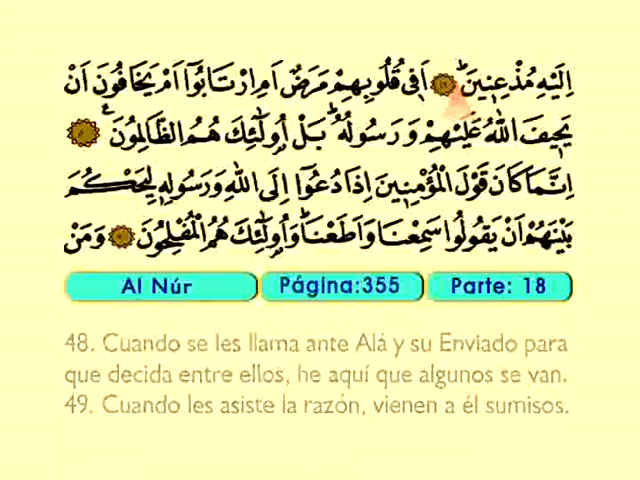 اِلَيْهِ مُذْعِنِينَ ﴿٤٩﴾ اَفِى قُلُوبِهِمْ مَرَضٌ اَمِ ارْتَابُٓوا اَمْ يَخَافُونَ اَنْ
يَحِيفَ اللّٰهُ عَلَيْهِمْ وَرَسُولُهُ بَلْ اُولٰٓئِكَ هُمُ الظَّالِمُونَ ﴿٥٠﴾
اِنَّمَا كَانَ قَوْلَ الْمُؤْمِنِينَ اِذَا دُعُٓوا اِلَى اللّٰهِ وَرَسُولِهِ لِيَحْكُمَ
بَيْنَهُمْ اَنْ يَقُولُوا سَمِعْنَا وَاَطَعْنَا وَاُولٰٓئِكَ هُمُ الْمُفْلِحُونَ ﴿٥١﴾ وَمَنْ
Al Núr Página:355 Parte: 18
48. Cuando se les llama ante Alá y su Enviado para
que decida entre ellos, he aquí que algunos se van.
49. Cuando les asiste la razón, vienen a él sumisos.